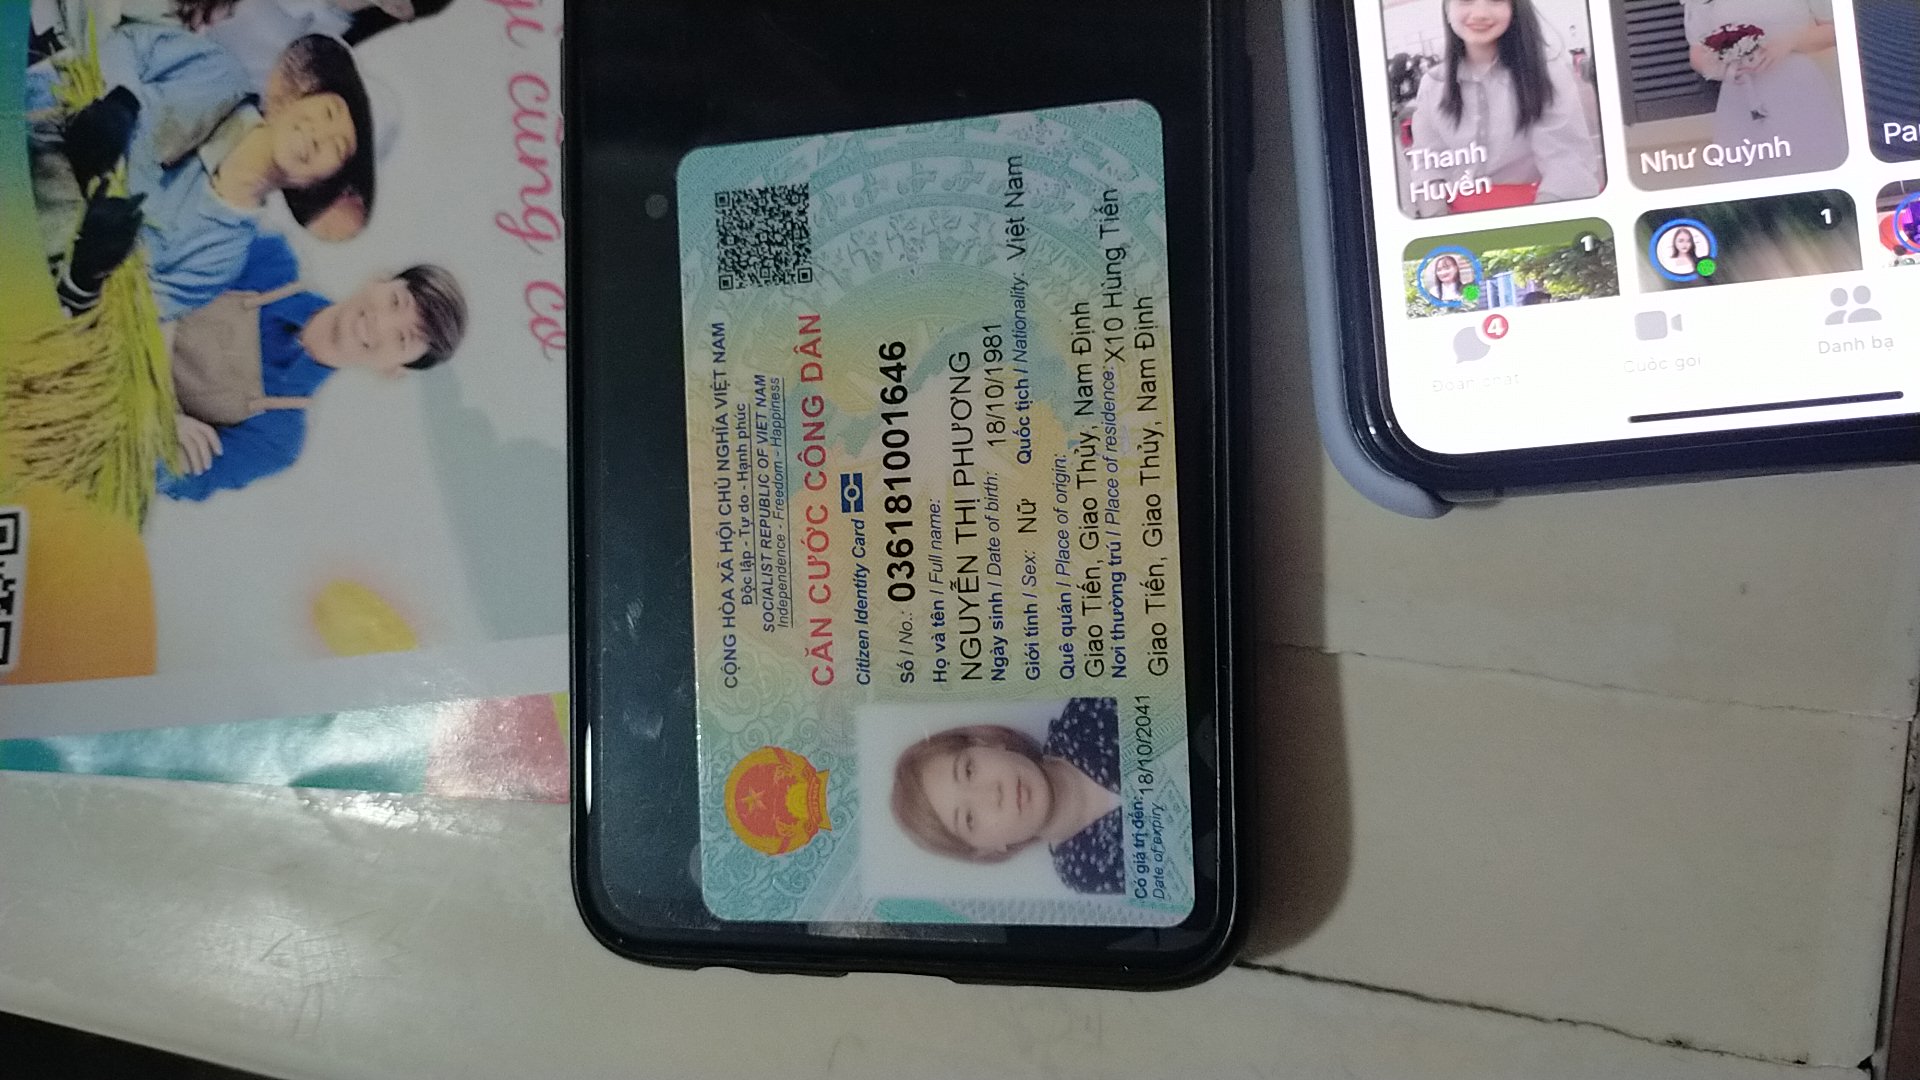 gì cũng có
CỘNG HÒA XÃ HỘI CHỦ NGHĨA VIỆT NAM
Độc lập - Tự do - Hạnh phúc
SOCIALIST REPUBLIC OF VIET NAM
Independence - Freedom - Happiness
CĂN CƯỚC CÔNG DÂN
Citizen Identity Card
Số / No.: 036181001646
Họ và tên / Full name:
NGUYỄN THỊ PHƯƠNG
Ngày sinh / Date of birth: 18/10/1981
Giới tính / Sex: Nữ Quốc tịch / Nationality: Việt Nam
Quê quán / Place of origin:
Giao Tiến, Giao Thủy, Nam Định
Nơi thường trú / Place of residence: X10 Hùng Tiến
Giao Tiến, Giao Thủy, Nam Định
Có giá trị đến: 18/10/2041
Date of expiry
Thanh
Huyền
Như Quỳnh
Pa
1
1
4
Đoạn chat
Cuộc gọi
Danh bạ